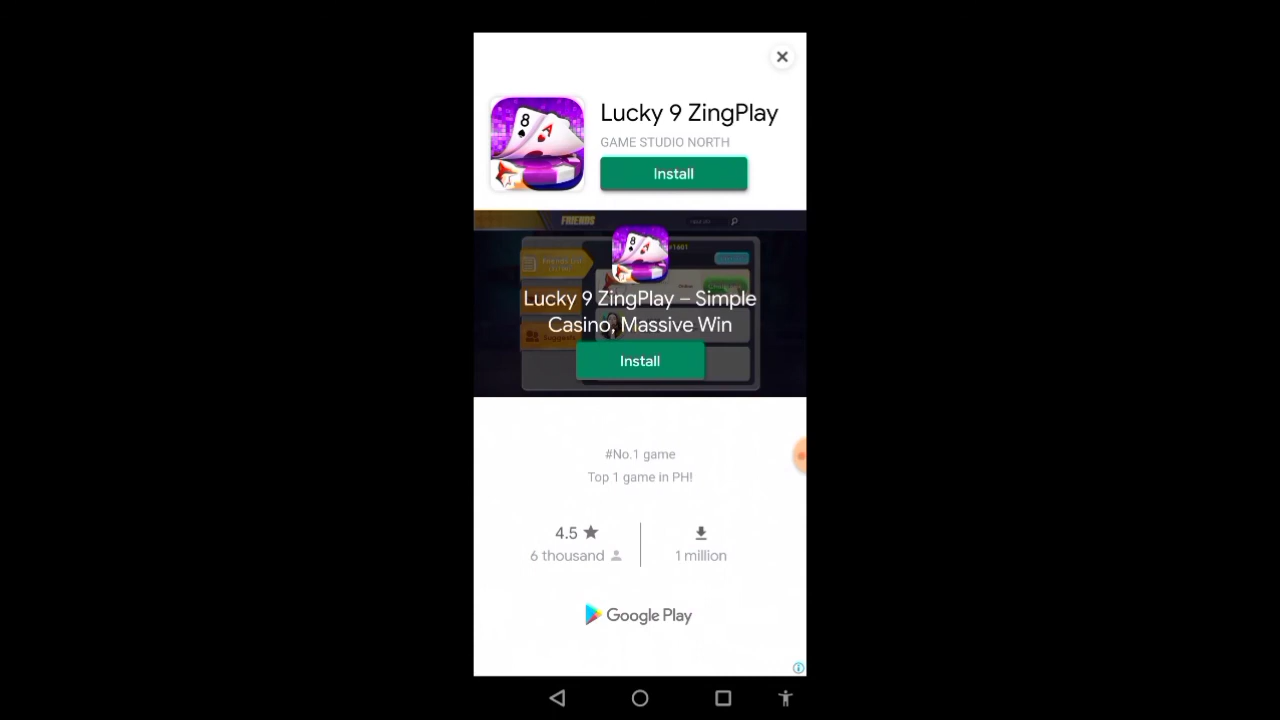 Lucky 9 ZingPlay
GAME STUDIO NORTH
Install
FRIENDS
Lucky 9 ZingPlay – Simple
Casino, Massive Win
Install
#No.1 game
Top 1 game in PH!
4.5
6 thousand
1 million
Google Play